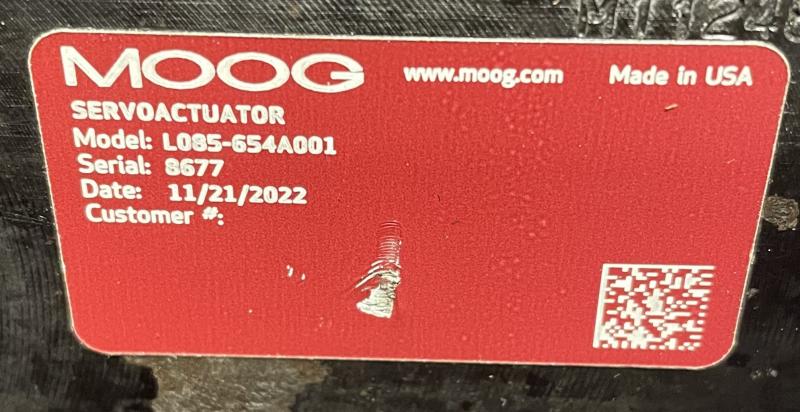 MOOG www.moog.com Made in USA
SERVOACTUATOR
Model: L085-654A001
Serial: 8677
Date: 11/21/2022
Customer #: